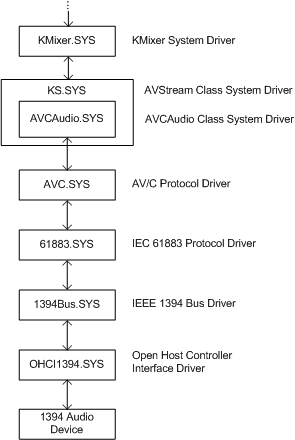 KMixer.SYS
KMixer System Driver
KS.SYS
AVStream Class System Driver
AVCAudio.SYS
AVCAudio Class System Driver
AVC.SYS
AV/C Protocol Driver
61883.SYS
IEC 61883 Protocol Driver
1394Bus.SYS
IEEE 1394 Bus Driver
OHCI1394.SYS
Open Host Controller
Interface Driver
1394 Audio
Device